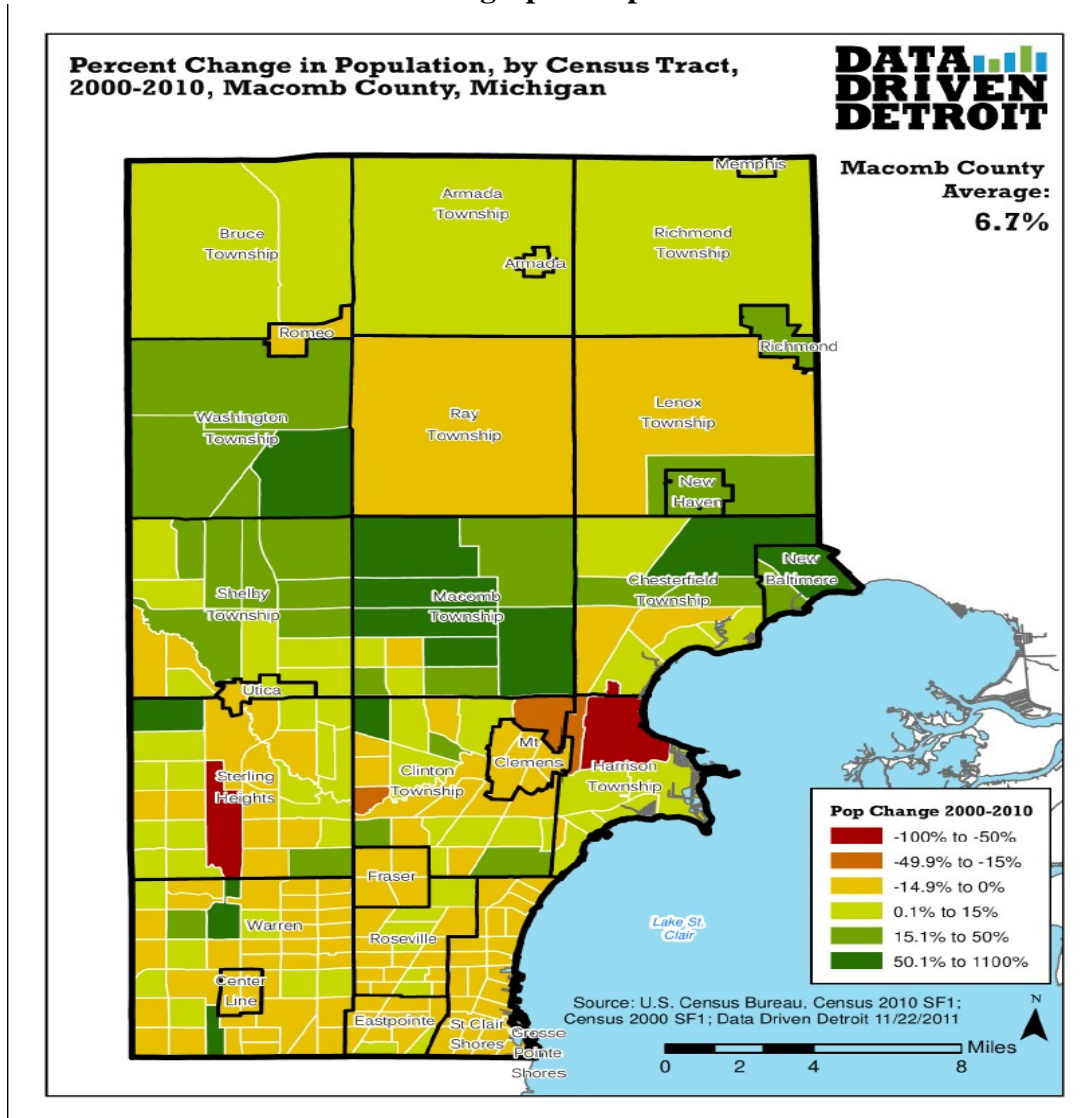 Percent Change in Population, by Census Tract,
2000-2010, Macomb County, Michigan
DATA
DRIVEN
DETROIT
Macomb County
Average:
6.7%
Memphis
Armada
Township
Bruce
Township
Richmond
Township
Armada
Romeo
Richmond
Washington
Township
Ray
Township
Lenox
Township
New
Haven
Shelby
Township
Macomb
Township
Chesterfield
Township
New
Baltimore
Utica
Sterling
Heights
Clinton
Township
Mt
Clemens
Harrison
Township
Fraser
Warren
Roseville
Center
Line
Eastpointe
St Clair
Shores
Grosse
Pointe
Shores
Lake St.
Clair
Pop Change 2000-2010
-100% to -50%
-49.9% to -15%
-14.9% to 0%
0.1% to 15%
15.1% to 50%
50.1% to 1100%
Source: U.S. Census Bureau, Census 2010 SF1;
Census 2000 SF1; Data Driven Detroit 11/22/2011
N
Miles
0 2 4 8